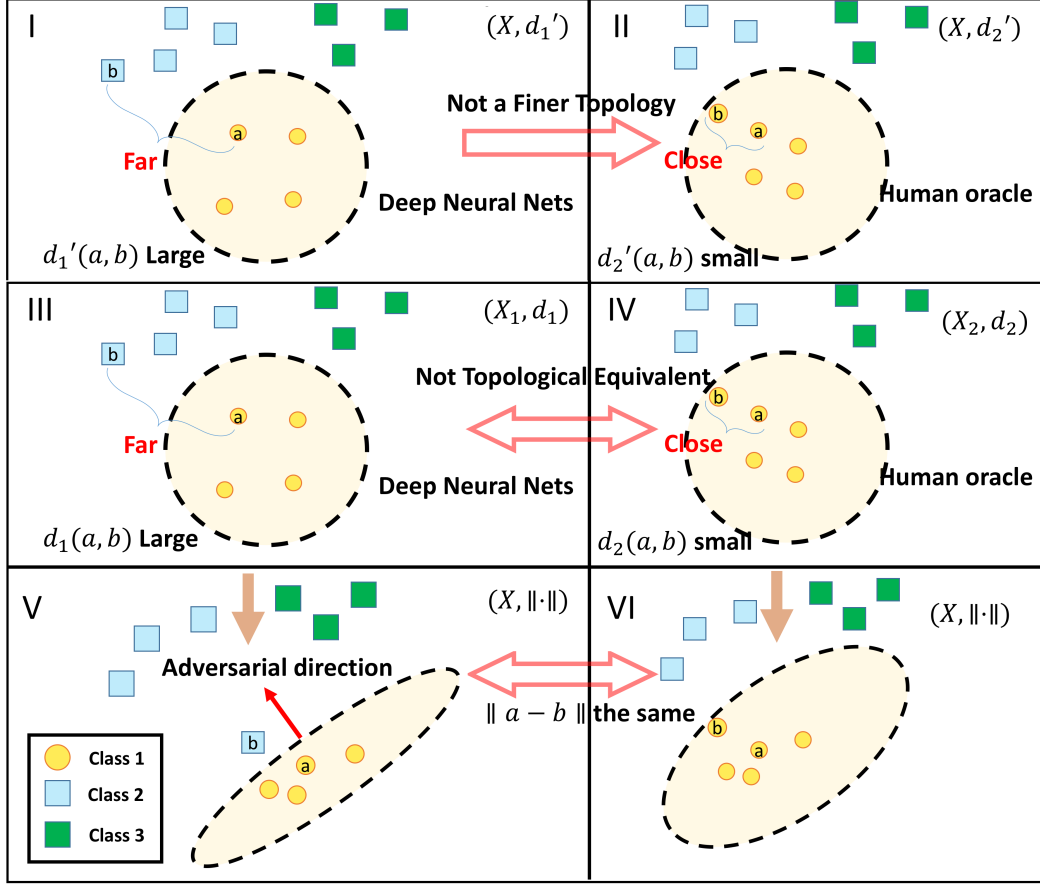 I
(X, d₁′)
b
a
Far
Deep Neural Nets
d₁′(a, b) Large
Not a Finer Topology
II
(X, d₂′)
b
a
Close
Human oracle
d₂′(a, b) small
III
(X₁, d₁)
b
a
Far
Deep Neural Nets
d₁(a, b) Large
Not Topological Equivalent
IV
(X₂, d₂)
b
a
Close
Human oracle
d₂(a, b) small
V
(X, ∥·∥)
Adversarial direction
b
a
Class 1
Class 2
Class 3
∥ a − b ∥ the same
VI
(X, ∥·∥)
b
a